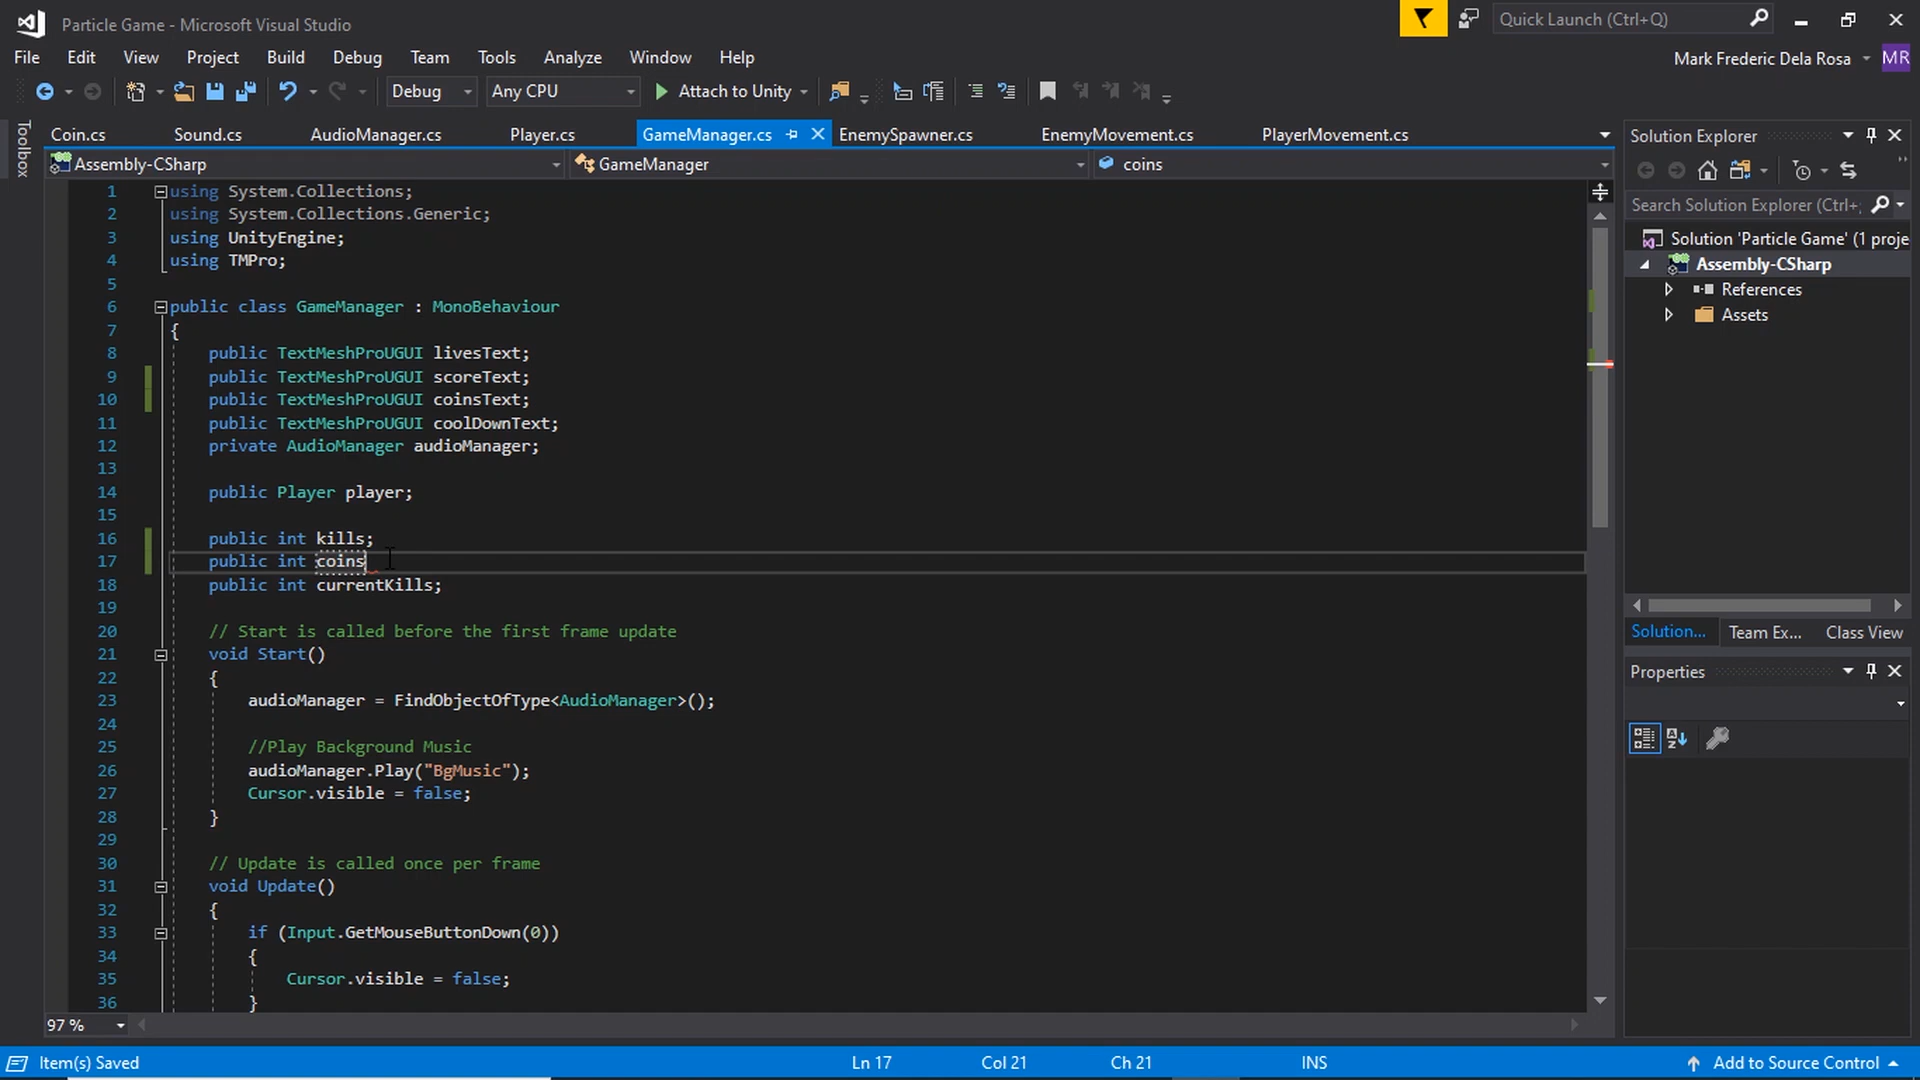 Particle Game - Microsoft Visual Studio
Quick Launch (Ctrl+Q)
File Edit View Project Build Debug Team Tools Analyze Window Help
Mark Frederic Dela Rosa MR
Debug Any CPU Attach to Unity
Toolbox
Coin.cs Sound.cs AudioManager.cs Player.cs GameManager.cs EnemySpawner.cs EnemyMovement.cs PlayerMovement.cs
Assembly-CSharp GameManager coins
1 using System.Collections;
2 using System.Collections.Generic;
3 using UnityEngine;
4 using TMPro;
5
6 public class GameManager : MonoBehaviour
7 {
8 public TextMeshProUGUI livesText;
9 public TextMeshProUGUI scoreText;
10 public TextMeshProUGUI coinsText;
11 public TextMeshProUGUI coolDownText;
12 private AudioManager audioManager;
13
14 public Player player;
15
16 public int kills;
17 public int coins
18 public int currentKills;
19
20 // Start is called before the first frame update
21 void Start()
22 {
23 audioManager = FindObjectOfType<AudioManager>();
24
25 //Play Background Music
26 audioManager.Play("BgMusic");
27 Cursor.visible = false;
28 }
29
30 // Update is called once per frame
31 void Update()
32 {
33 if (Input.GetMouseButtonDown(0))
34 {
35 Cursor.visible = false;
36 }
97 %
Solution Explorer
Search Solution Explorer (Ctrl+;
Solution 'Particle Game' (1 proje
Assembly-CSharp
References
Assets
Solution... Team Ex... Class View
Properties
Item(s) Saved Ln 17 Col 21 Ch 21 INS Add to Source Control